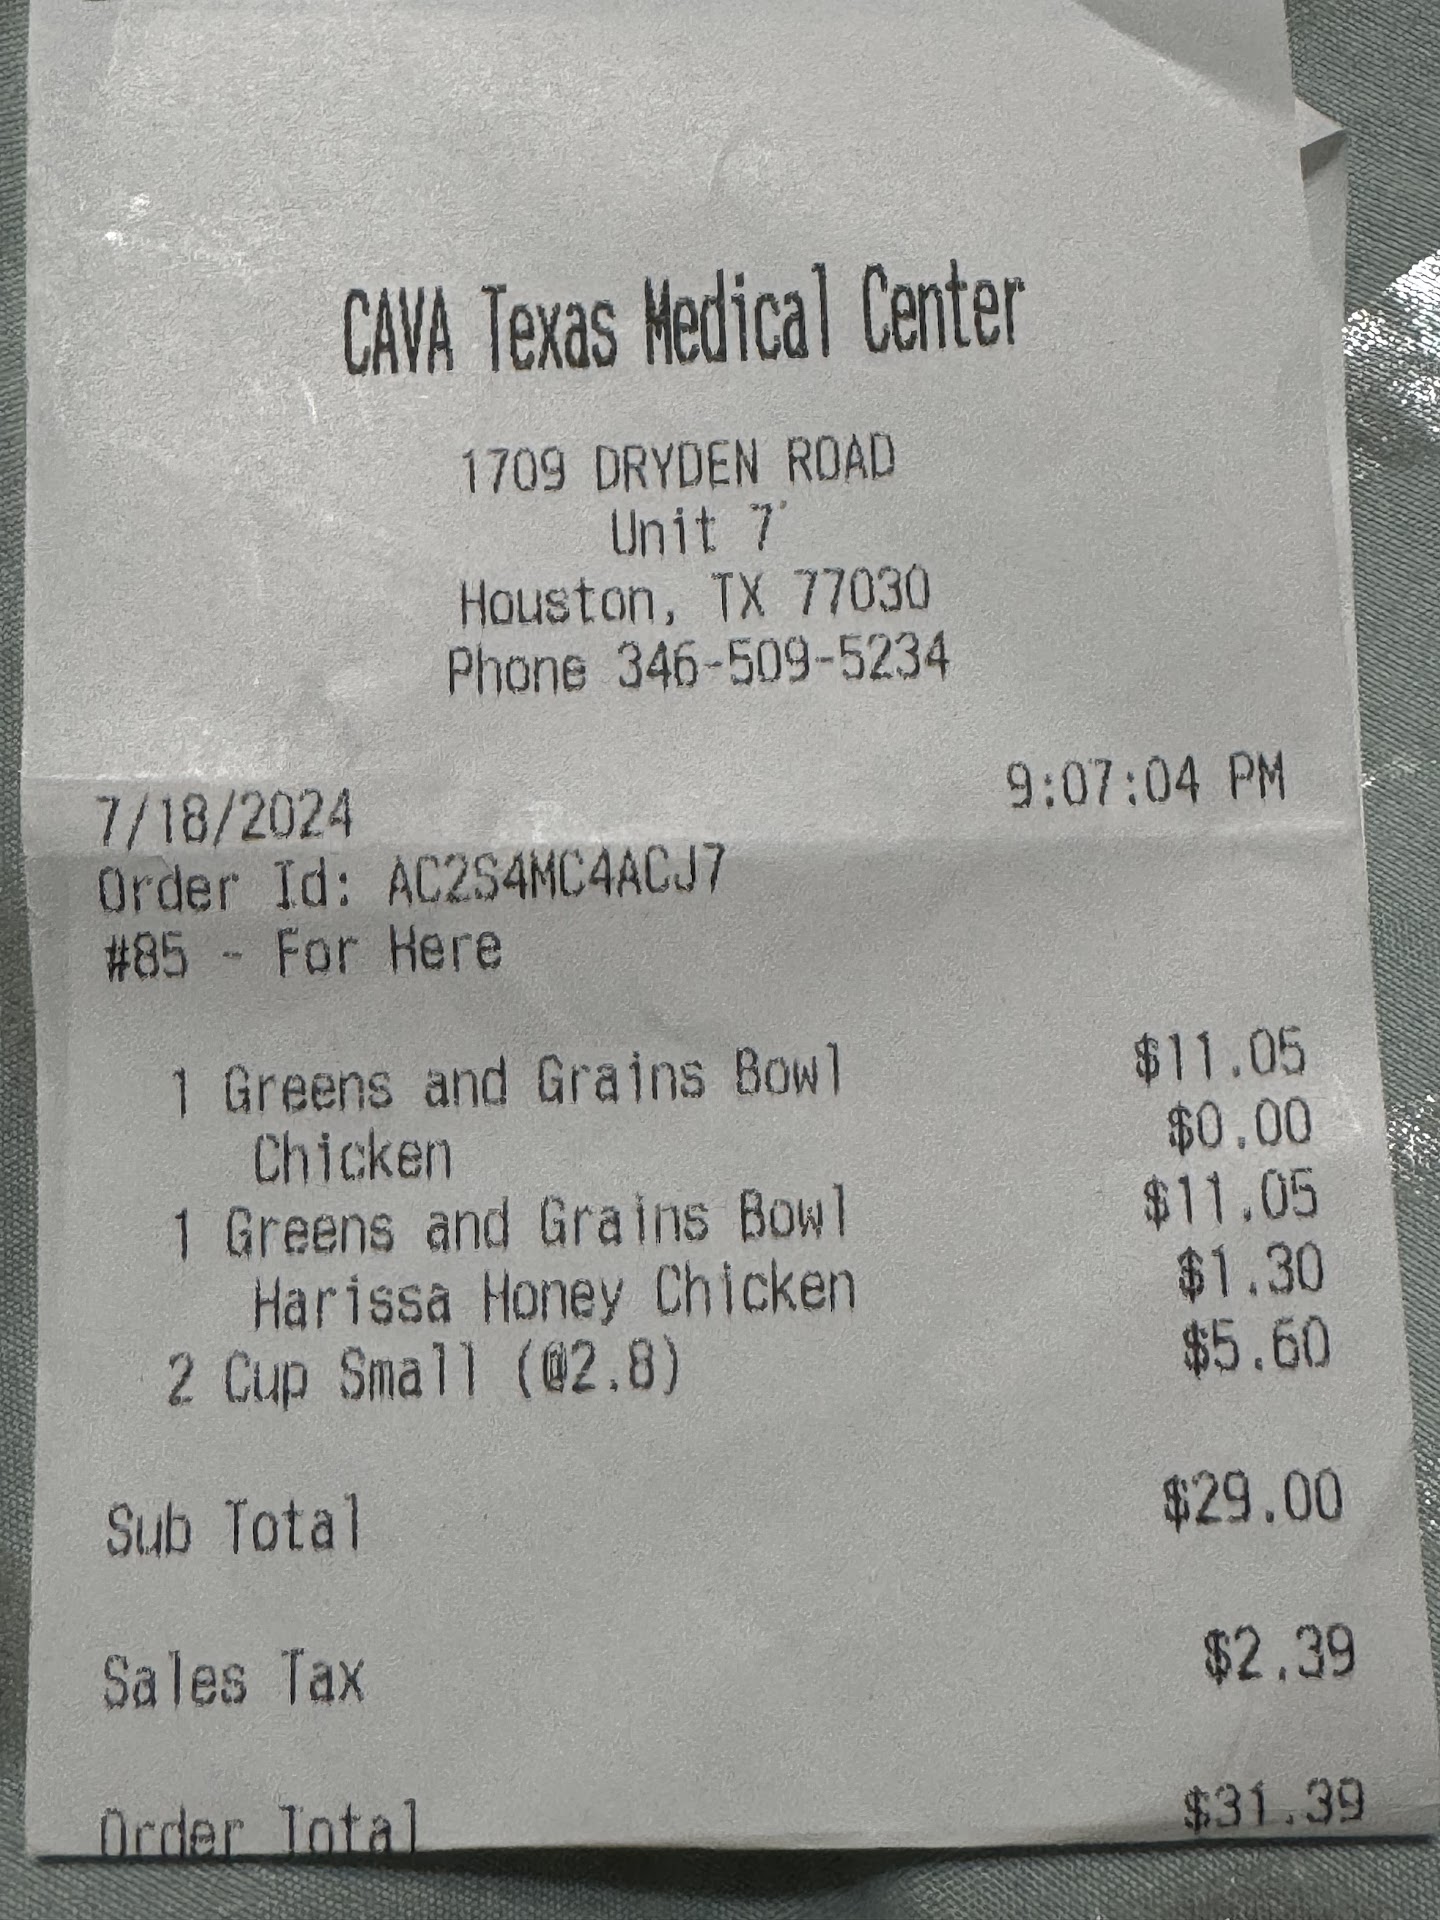 CAVA Texas Medical Center
1709 DRYDEN ROAD
Unit 7
Houston, TX 77030
Phone 346-509-5234
7/18/2024 9:07:04 PM
Order Id: AC2S4MC4ACJ7
#85 - For Here
1 Greens and Grains Bowl $11.05
Chicken $0.00
1 Greens and Grains Bowl $11.05
Harissa Honey Chicken $1.30
2 Cup Small (@2.8) $5.60
Sub Total $29.00
Sales Tax $2.39
Order Total $31.39